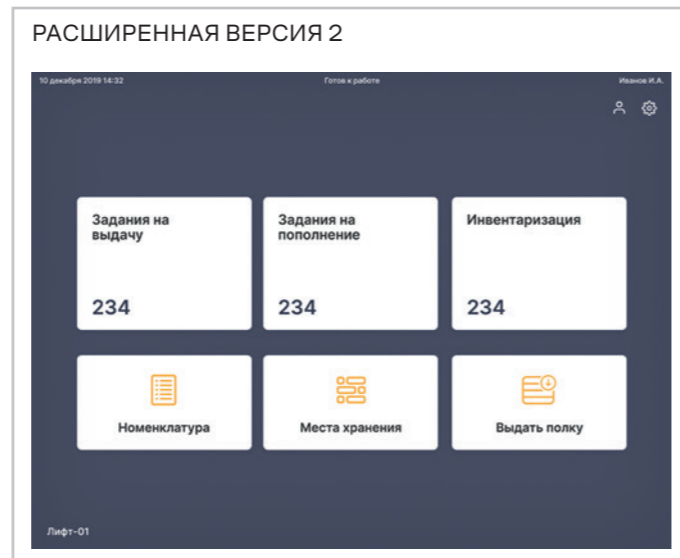 РАСШИРЕННАЯ ВЕРСИЯ 2
10 декабря 2019 14:32
Готов к работе
Иванов И.А.
Задания на
выдачу
234
Задания на
пополнение
234
Инвентаризация
234
Номенклатура
Места хранения
Выдать полку
Лифт-01